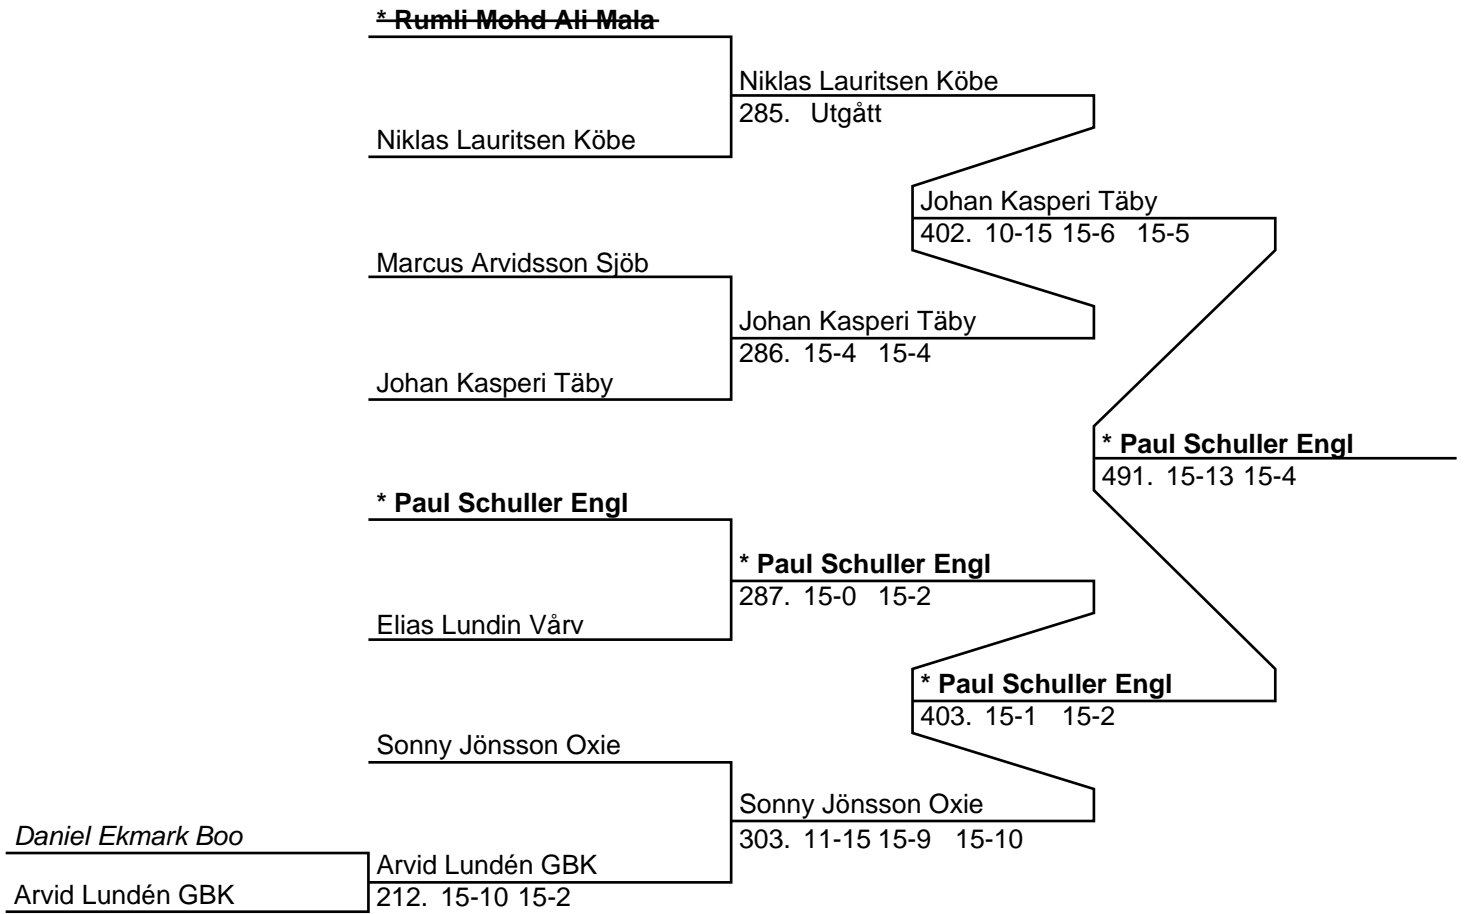 * Rumli Mohd Ali Mala
Niklas Lauritsen Köbe
285. Utgått
Niklas Lauritsen Köbe
Johan Kasperi Täby
402. 10-15 15-6 15-5
Marcus Arvidsson Sjöb
Johan Kasperi Täby
286. 15-4 15-4
Johan Kasperi Täby
* Paul Schuller Engl
491. 15-13 15-4
* Paul Schuller Engl
* Paul Schuller Engl
287. 15-0 15-2
Elias Lundin Vårv
* Paul Schuller Engl
403. 15-1 15-2
Sonny Jönsson Oxie
Sonny Jönsson Oxie
303. 11-15 15-9 15-10
Daniel Ekmark Boo
Arvid Lundén GBK
212. 15-10 15-2
Arvid Lundén GBK